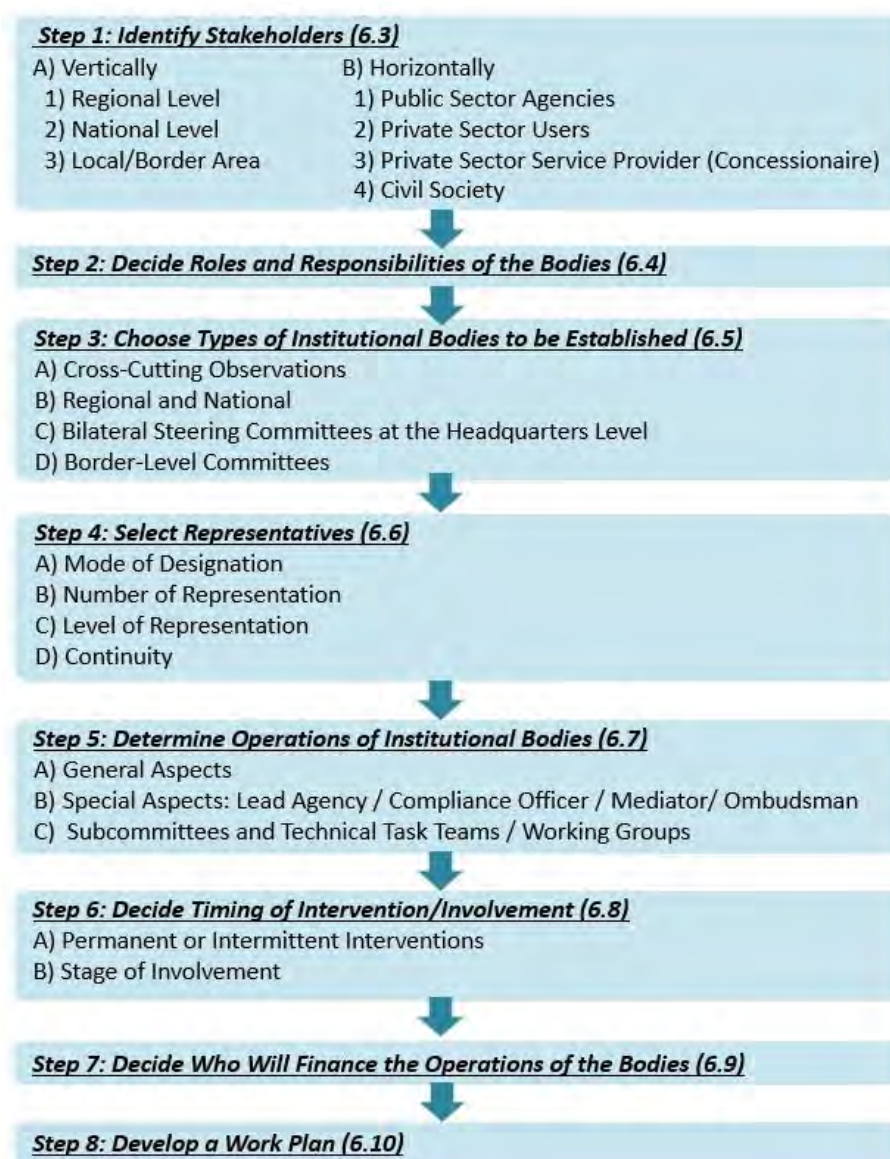 Step 1: Identify Stakeholders (6.3)
A) Vertically
1) Regional Level
2) National Level
3) Local/Border Area
B) Horizontally
1) Public Sector Agencies
2) Private Sector Users
3) Private Sector Service Provider (Concessionaire)
4) Civil Society
Step 2: Decide Roles and Responsibilities of the Bodies (6.4)
Step 3: Choose Types of Institutional Bodies to be Established (6.5)
A) Cross-Cutting Observations
B) Regional and National
C) Bilateral Steering Committees at the Headquarters Level
D) Border-Level Committees
Step 4: Select Representatives (6.6)
A) Mode of Designation
B) Number of Representation
C) Level of Representation
D) Continuity
Step 5: Determine Operations of Institutional Bodies (6.7)
A) General Aspects
B) Special Aspects: Lead Agency / Compliance Officer / Mediator/ Ombudsman
C) Subcommittees and Technical Task Teams / Working Groups
Step 6: Decide Timing of Intervention/Involvement (6.8)
A) Permanent or Intermittent Interventions
B) Stage of Involvement
Step 7: Decide Who Will Finance the Operations of the Bodies (6.9)
Step 8: Develop a Work Plan (6.10)